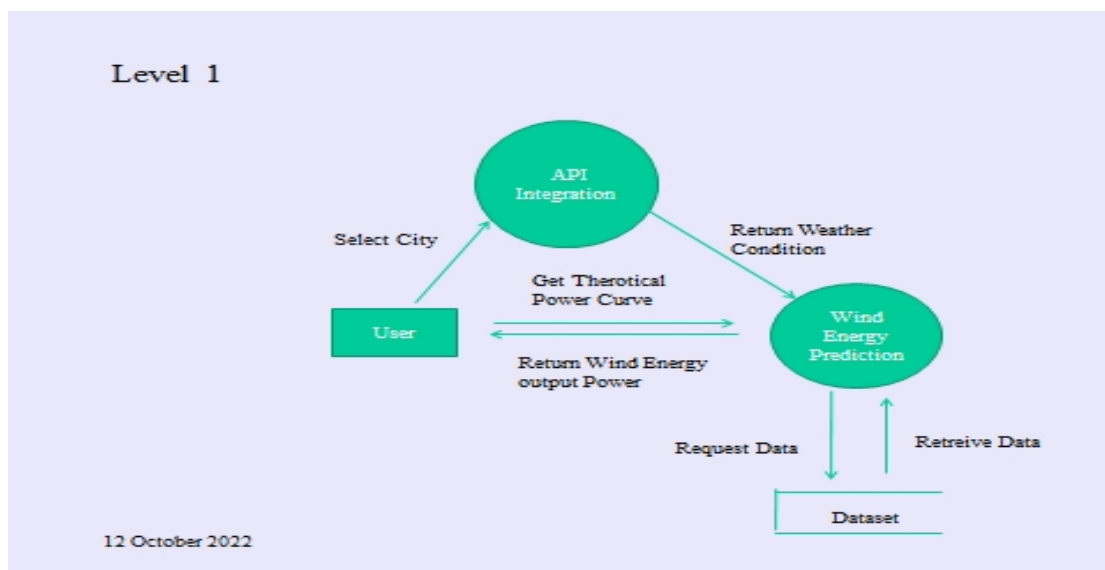 Level 1
API
Integration
Select City
Return Weather
Condition
Get Therotical
Power Curve
User
Wind
Energy
Prediction
Return Wind Energy
output Power
Request Data
Retreive Data
Dataset
12 October 2022